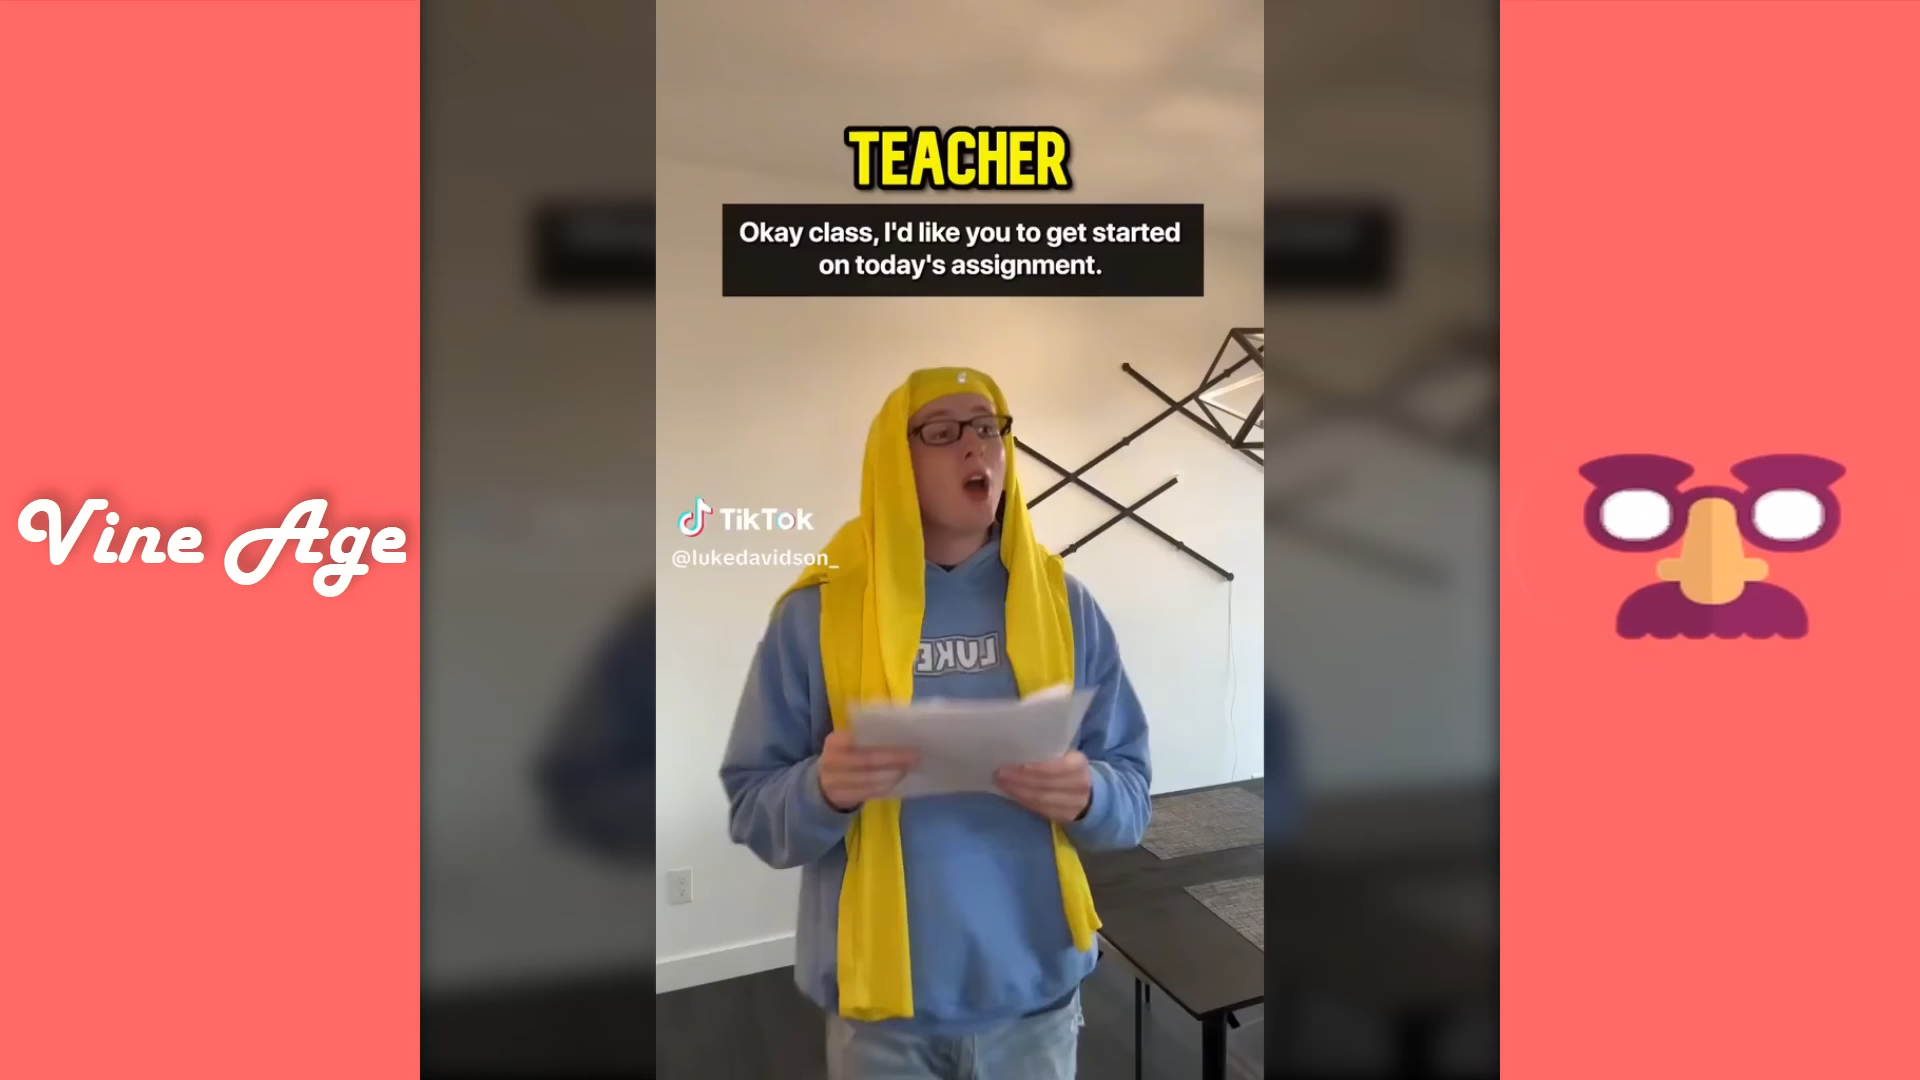 TEACHER
Okay class, I'd like you to get started
on today's assignment.
TikTok
@lukedavidson_
Vine Age
LUKE